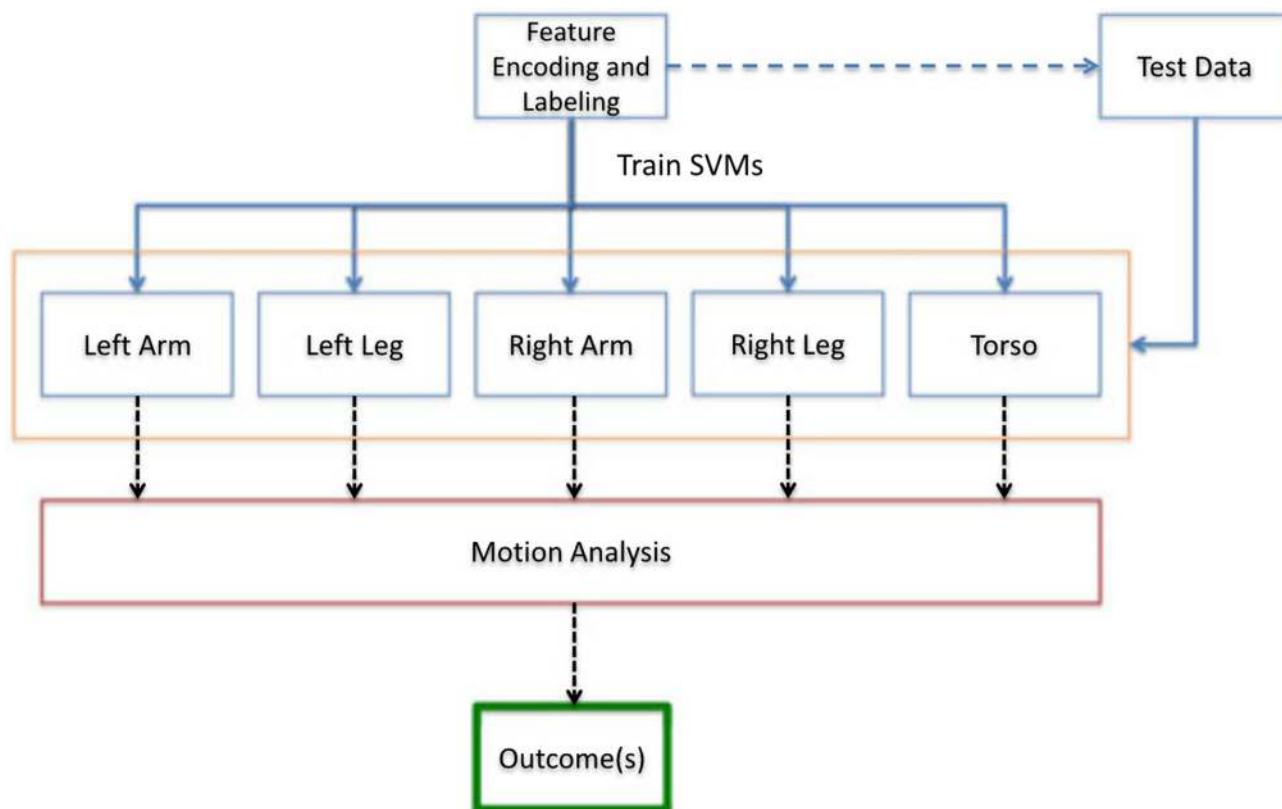 Feature
Encoding and
Labeling
Test Data
Train SVMs
Left Arm
Left Leg
Right Arm
Right Leg
Torso
Motion Analysis
Outcome(s)